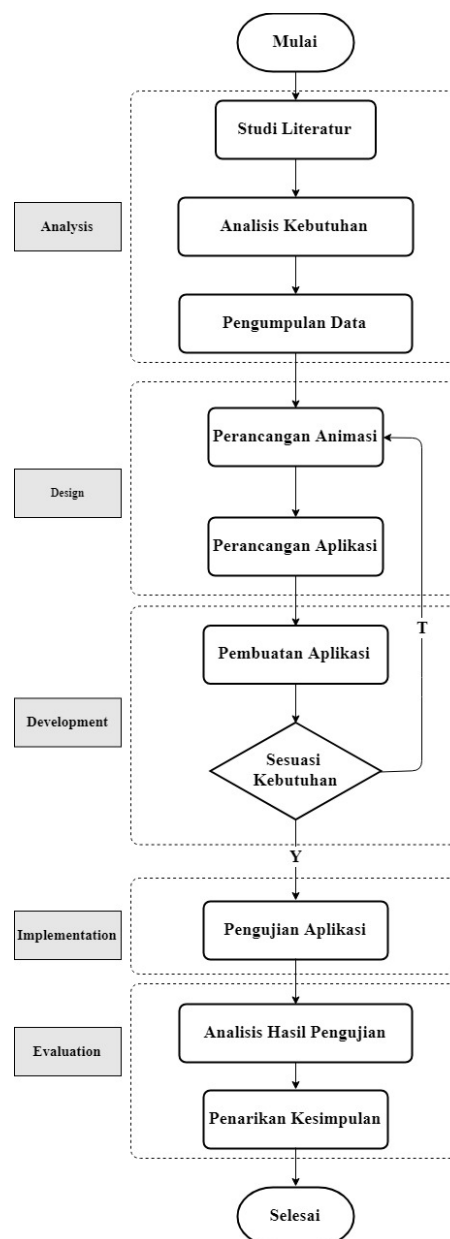 Mulai
Studi Literatur
Analysis
Analisis Kebutuhan
Pengumpulan Data
Perancangan Animasi
Design
Perancangan Aplikasi
T
Pembuatan Aplikasi
Development
Sesuasi
Kebutuhan
Y
Implementation
Pengujian Aplikasi
Analisis Hasil Pengujian
Evaluation
Penarikan Kesimpulan
Selesai